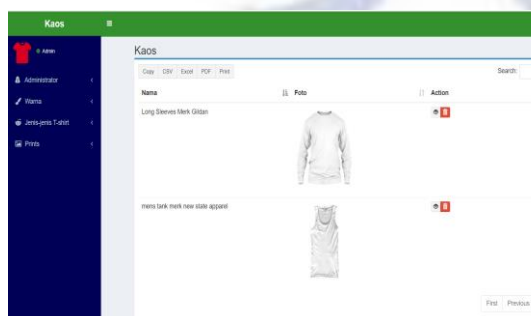 Kaos
Admin
Administrator
Warna
Jenis-jenis T-shirt
Prints
Kaos
Copy CSV Excel PDF Print
Search:
Nama Foto Action
Long Sleeves Merk Gildan
mens tank merk new state apparel
First Previous